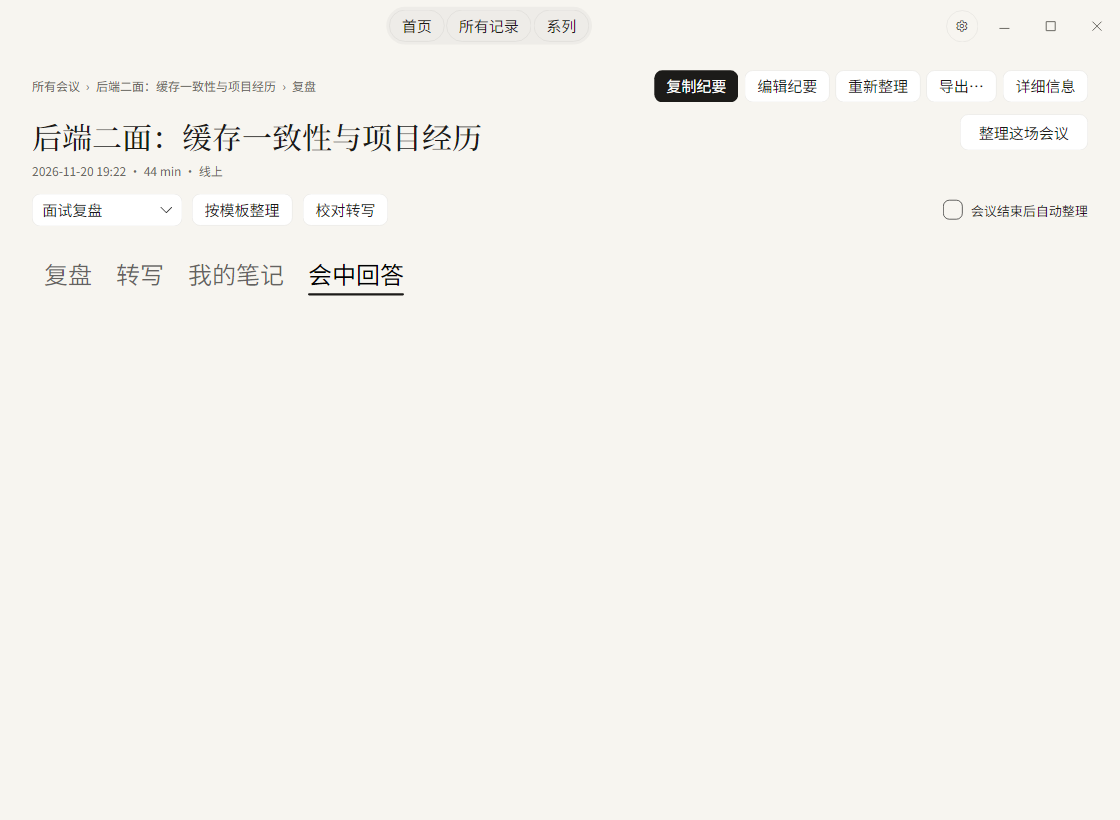 首页 所有记录 系列
所有会议 › 后端二面：缓存一致性与项目经历 › 复盘
复制纪要 编辑纪要 重新整理 导出… 详细信息
后端二面：缓存一致性与项目经历
整理这场会议
2026-11-20 19:22 • 44 min • 线上
面试复盘 按模板整理 校对转写
会议结束后自动整理
复盘 转写 我的笔记 会中回答